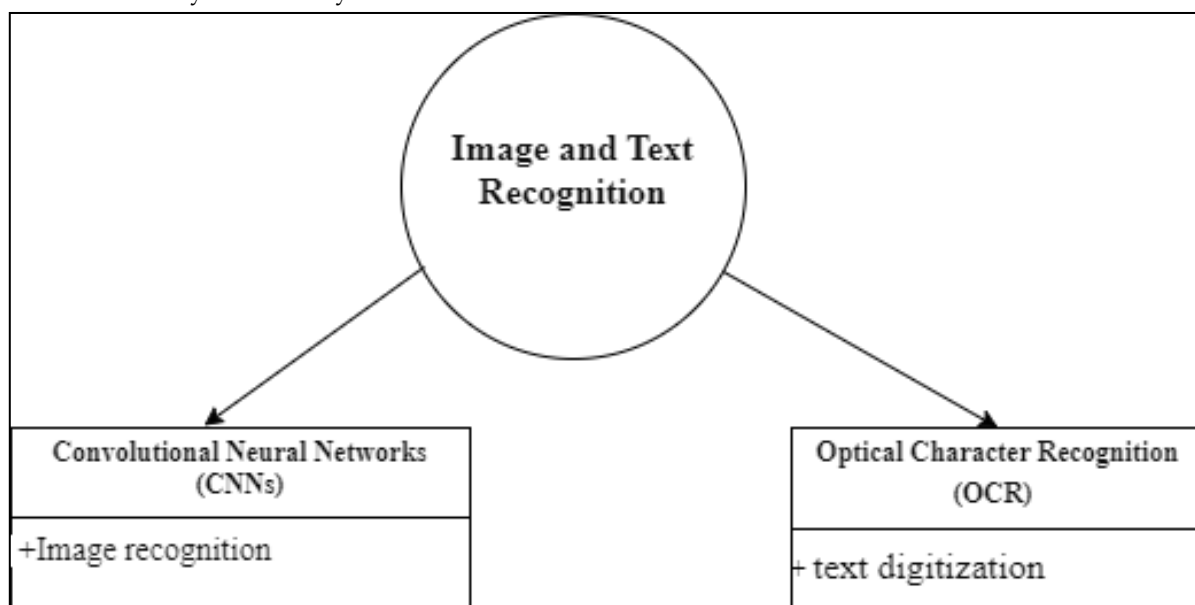 Image and Text
Recognition
Convolutional Neural Networks
(CNNs)
+Image recognition
Optical Character Recognition
(OCR)
+ text digitization